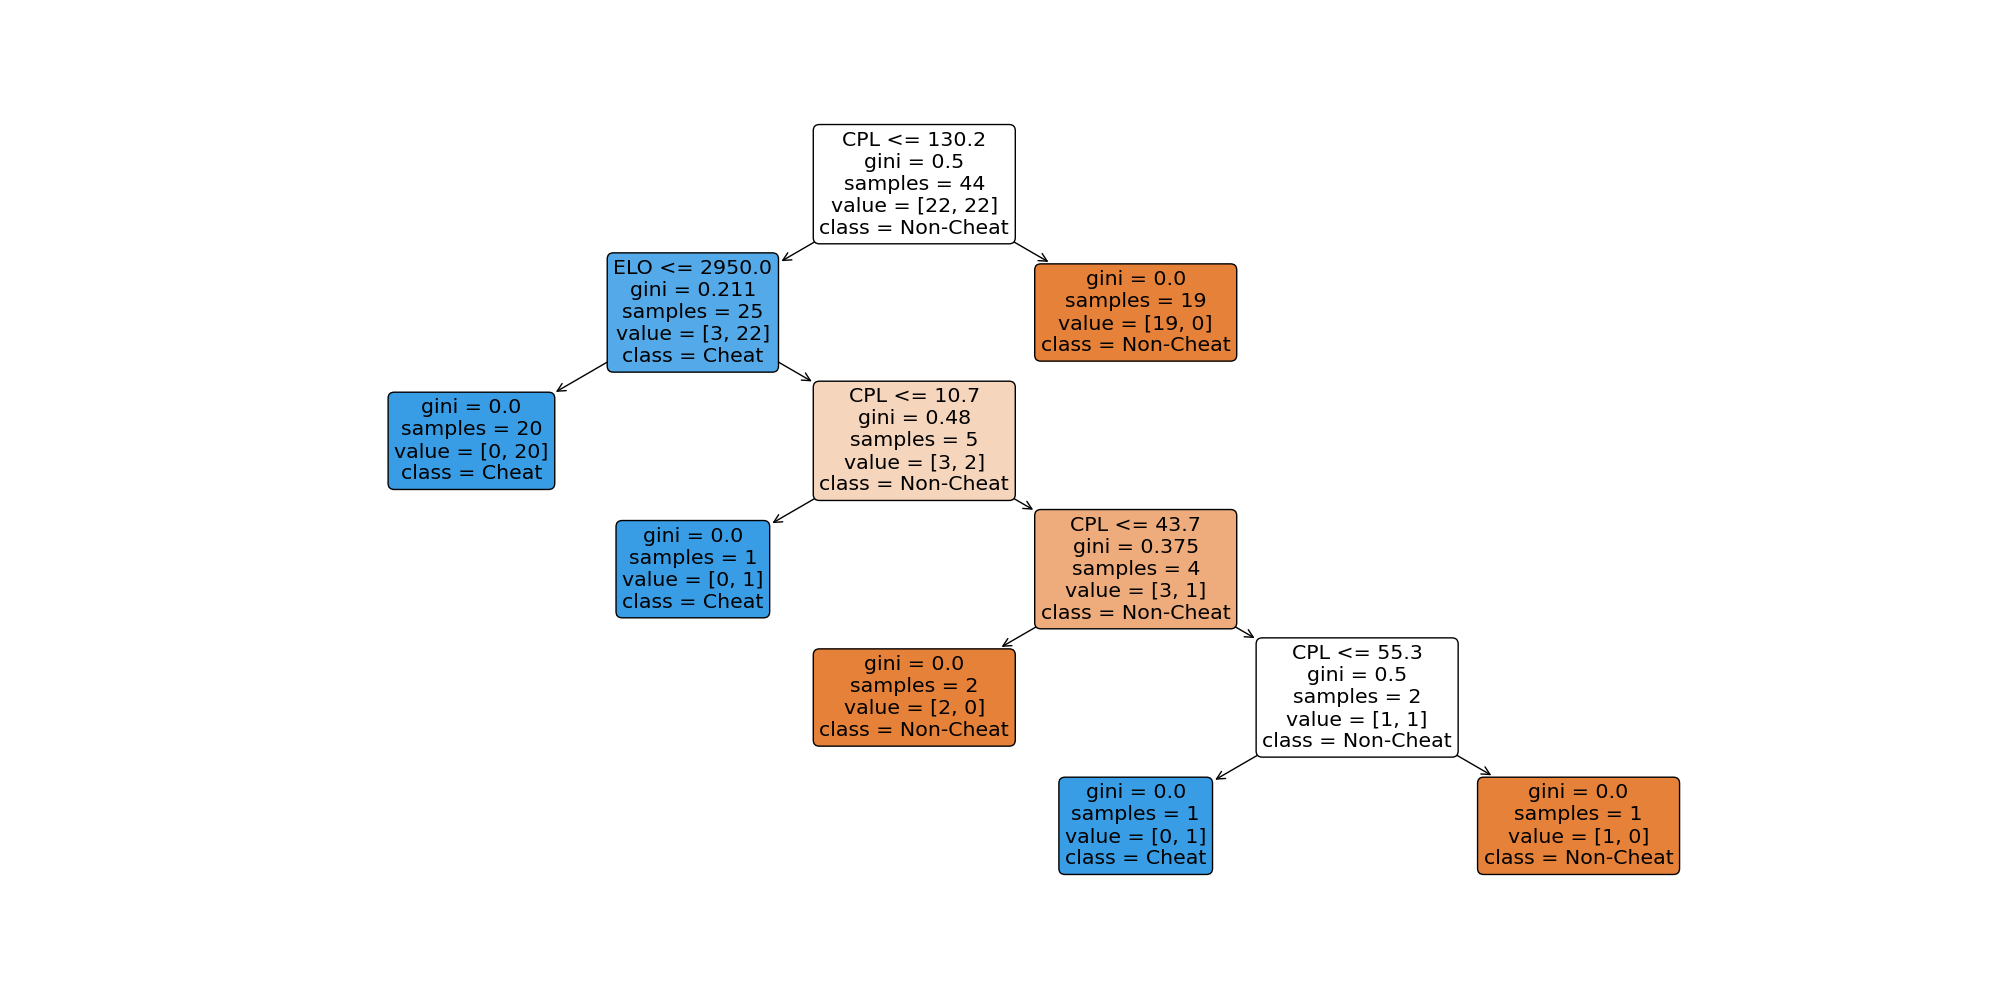 CPL <= 130.2
gini = 0.5
samples = 44
value = [22, 22]
class = Non-Cheat
ELO <= 2950.0
gini = 0.211
samples = 25
value = [3, 22]
class = Cheat
gini = 0.0
samples = 19
value = [19, 0]
class = Non-Cheat
gini = 0.0
samples = 20
value = [0, 20]
class = Cheat
CPL <= 10.7
gini = 0.48
samples = 5
value = [3, 2]
class = Non-Cheat
gini = 0.0
samples = 1
value = [0, 1]
class = Cheat
CPL <= 43.7
gini = 0.375
samples = 4
value = [3, 1]
class = Non-Cheat
gini = 0.0
samples = 2
value = [2, 0]
class = Non-Cheat
CPL <= 55.3
gini = 0.5
samples = 2
value = [1, 1]
class = Non-Cheat
gini = 0.0
samples = 1
value = [0, 1]
class = Cheat
gini = 0.0
samples = 1
value = [1, 0]
class = Non-Cheat